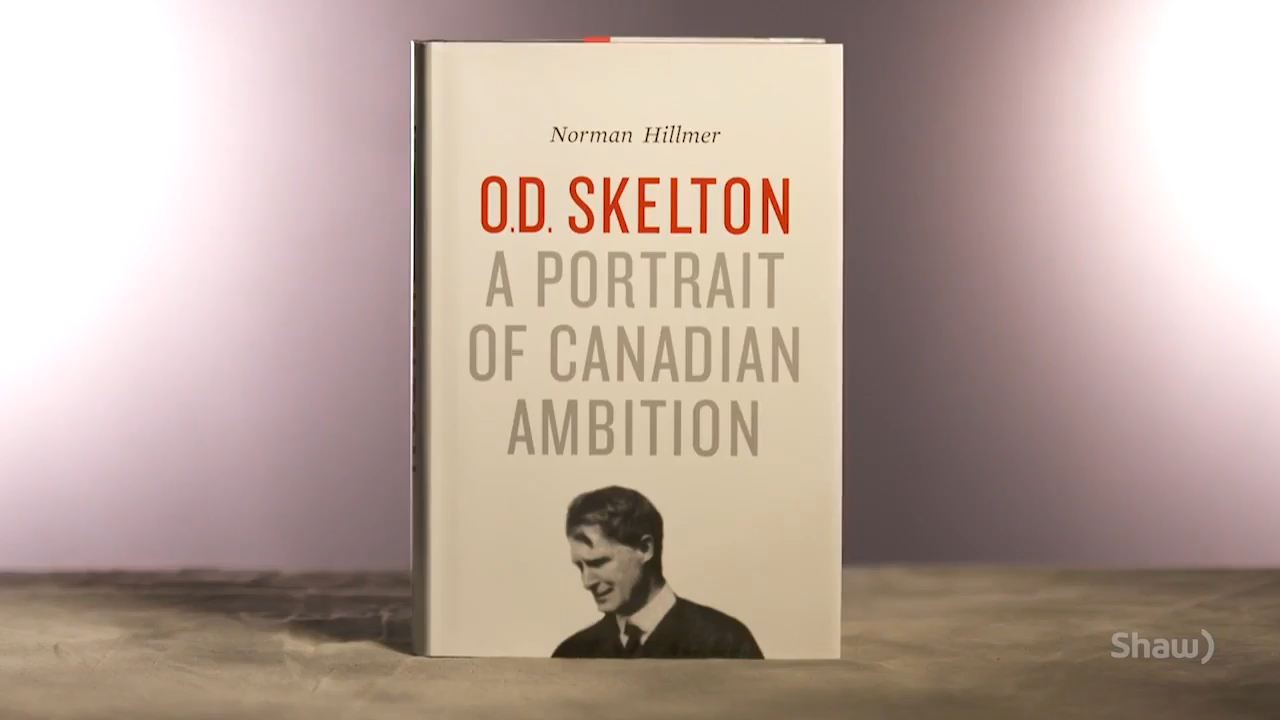 Norman Hillmer
O.D. SKELTON
A PORTRAIT
OF CANADIAN
AMBITION
Shaw)